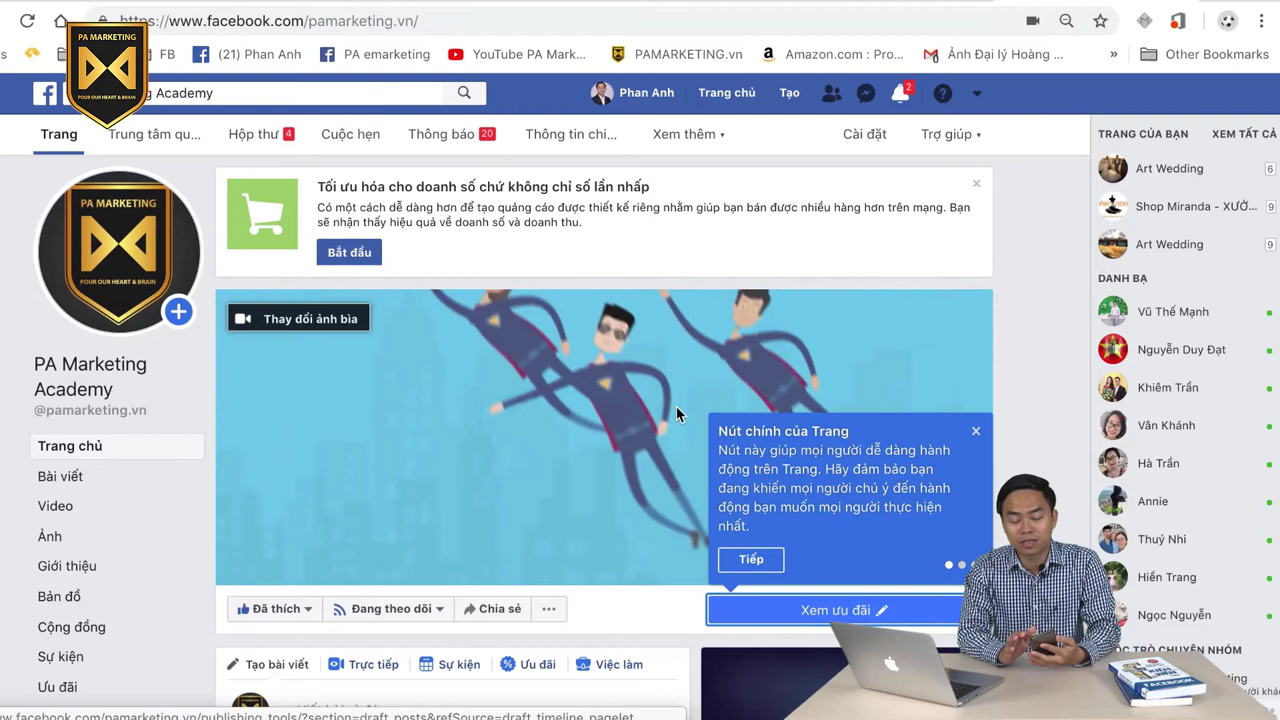 https://www.facebook.com/pamarketing.vn/
FB
(21) Phan Anh
PA emarketing
YouTube PA Mark...
PAMARKETING.vn
Amazon.com : Pro...
Ảnh Đại lý Hoàng ...
»
Other Bookmarks
PA MARKETING
POUR OUR HEART & BRAIN
Academy
Phan Anh
Trang chủ
Tạo
2
Trang
Trung tâm qu...
Hộp thư 4
Cuộc hẹn
Thông báo 20
Thông tin chi...
Xem thêm
Cài đặt
Trợ giúp
TRANG CỦA BẠN
XEM TẤT CẢ
Art Wedding
6
Shop Miranda - XƯỞ...
9
Art Wedding
9
DANH BẠ
Vũ Thế Mạnh
Nguyễn Duy Đạt
Khiêm Trần
Vân Khánh
Hà Trần
Annie
Thuý Nhi
Hiền Trang
Ngọc Nguyễn
PA MARKETING
POUR OUR HEART & BRAIN
PA Marketing
Academy
@pamarketing.vn
Trang chủ
Bài viết
Video
Ảnh
Giới thiệu
Bản đồ
Cộng đồng
Sự kiện
Ưu đãi
Tối ưu hóa cho doanh số chứ không chỉ số lần nhấp
Có một cách dễ dàng hơn để tạo quảng cáo được thiết kế riêng nhằm giúp bạn bán được nhiều hàng hơn trên mạng. Bạn
sẽ nhận thấy hiệu quả về doanh số và doanh thu.
Bắt đầu
Thay đổi ảnh bìa
Nút chính của Trang
Nút này giúp mọi người dễ dàng hành
động trên Trang. Hãy đảm bảo bạn
đang khiến mọi người chú ý đến hành
động bạn muốn mọi người thực hiện
nhất.
Tiếp
Đã thích
Đang theo dõi
Chia sẻ
Xem ưu đãi
Tạo bài viết
Trực tiếp
Sự kiện
Ưu đãi
Việc làm
FACEBOOK